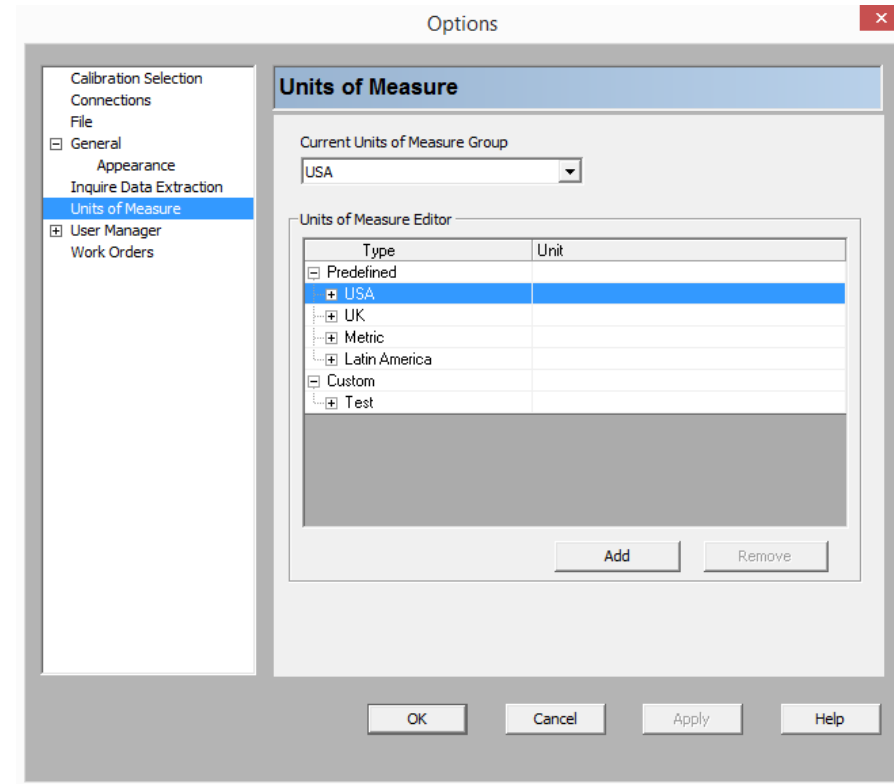 Options
Calibration Selection
Connections
File
General
Appearance
Inquire Data Extraction
Units of Measure
User Manager
Work Orders
Units of Measure
Current Units of Measure Group
USA
Units of Measure Editor
Type Unit
Predefined
USA
UK
Metric
Latin America
Custom
Test
Add Remove
OK Cancel Apply Help